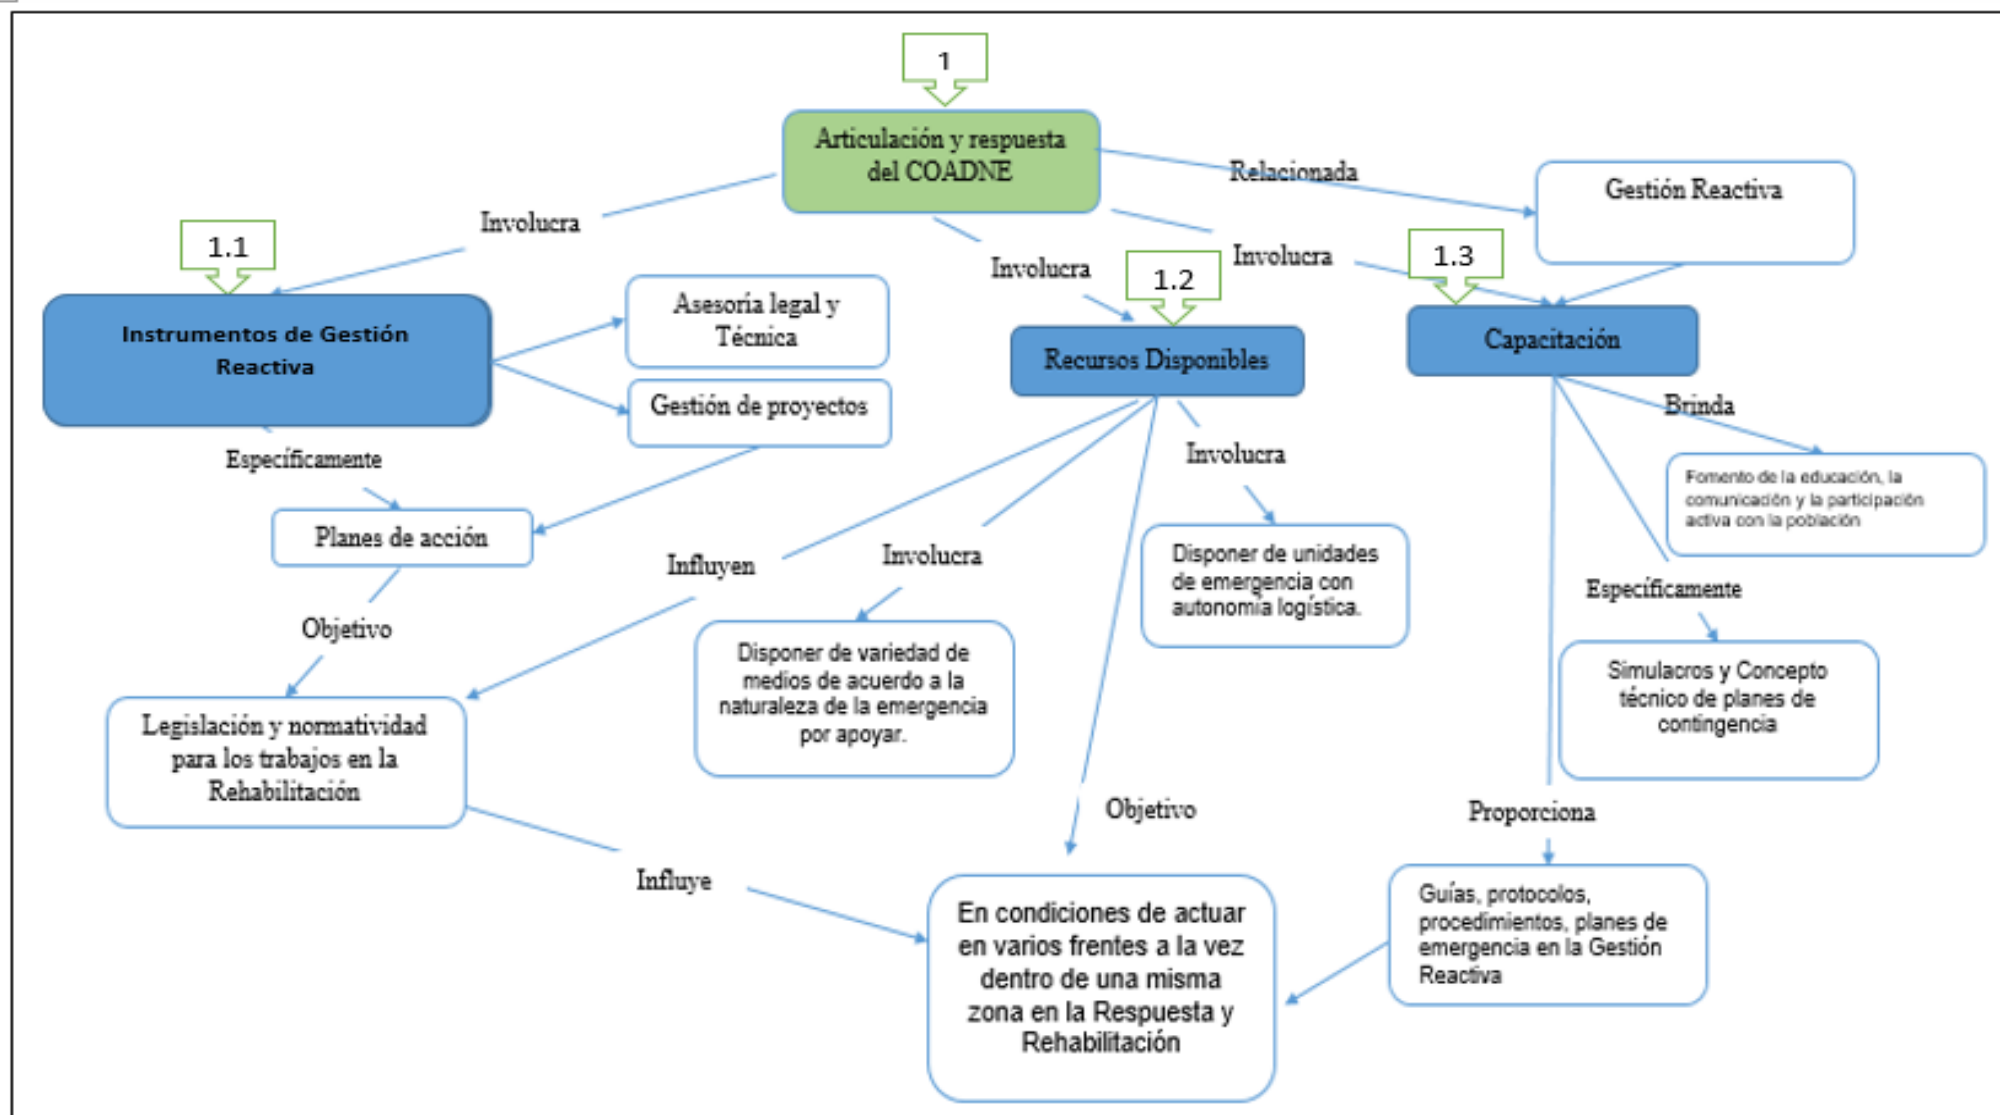 1
Articulación y respuesta
del COADNE
Relacionada
Gestión Reactiva
Involucra
1.1
Involucra
1.2
Involucra
1.3
Instrumentos de Gestión
Reactiva
Asesoría legal y
Técnica
Gestión de proyectos
Recursos Disponibles
Capacitación
Específicamente
Planes de acción
Objetivo
Legislación y normatividad
para los trabajos en la
Rehabilitación
Influyen
Involucra
Disponer de variedad de
medios de acuerdo a la
naturaleza de la emergencia
por apoyar.
Involucra
Disponer de unidades
de emergencia con
autonomía logística.
Brinda
Fomento de la educación, la
comunicación y la participación
activa con la población
Específicamente
Simulacros y Concepto
técnico de planes de
contingencia
Objetivo
Proporciona
Influye
En condiciones de actuar
en varios frentes a la vez
dentro de una misma
zona en la Respuesta y
Rehabilitación
Guías, protocolos,
procedimientos, planes de
emergencia en la Gestión
Reactiva